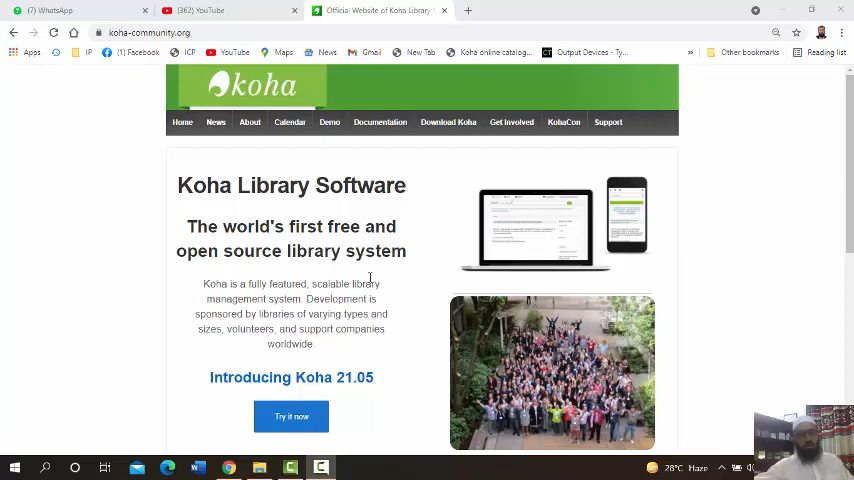 (7) WhatsApp
(362) YouTube
Official Website of Koha Library S
koha-community.org
Apps
IP
(1) Facebook
ICP
YouTube
Maps
News
Gmail
New Tab
Koha online catalog...
Output Devices - Ty...
Other bookmarks
Reading list
koha
Home News About Calendar Demo Documentation Download Koha Get Involved KohaCon Support
Koha Library Software
The world's first free and
open source library system
Koha is a fully featured, scalable library
management system. Development is
sponsored by libraries of varying types and
sizes, volunteers, and support companies
worldwide.
Introducing Koha 21.05
Try it now
28°C Haze